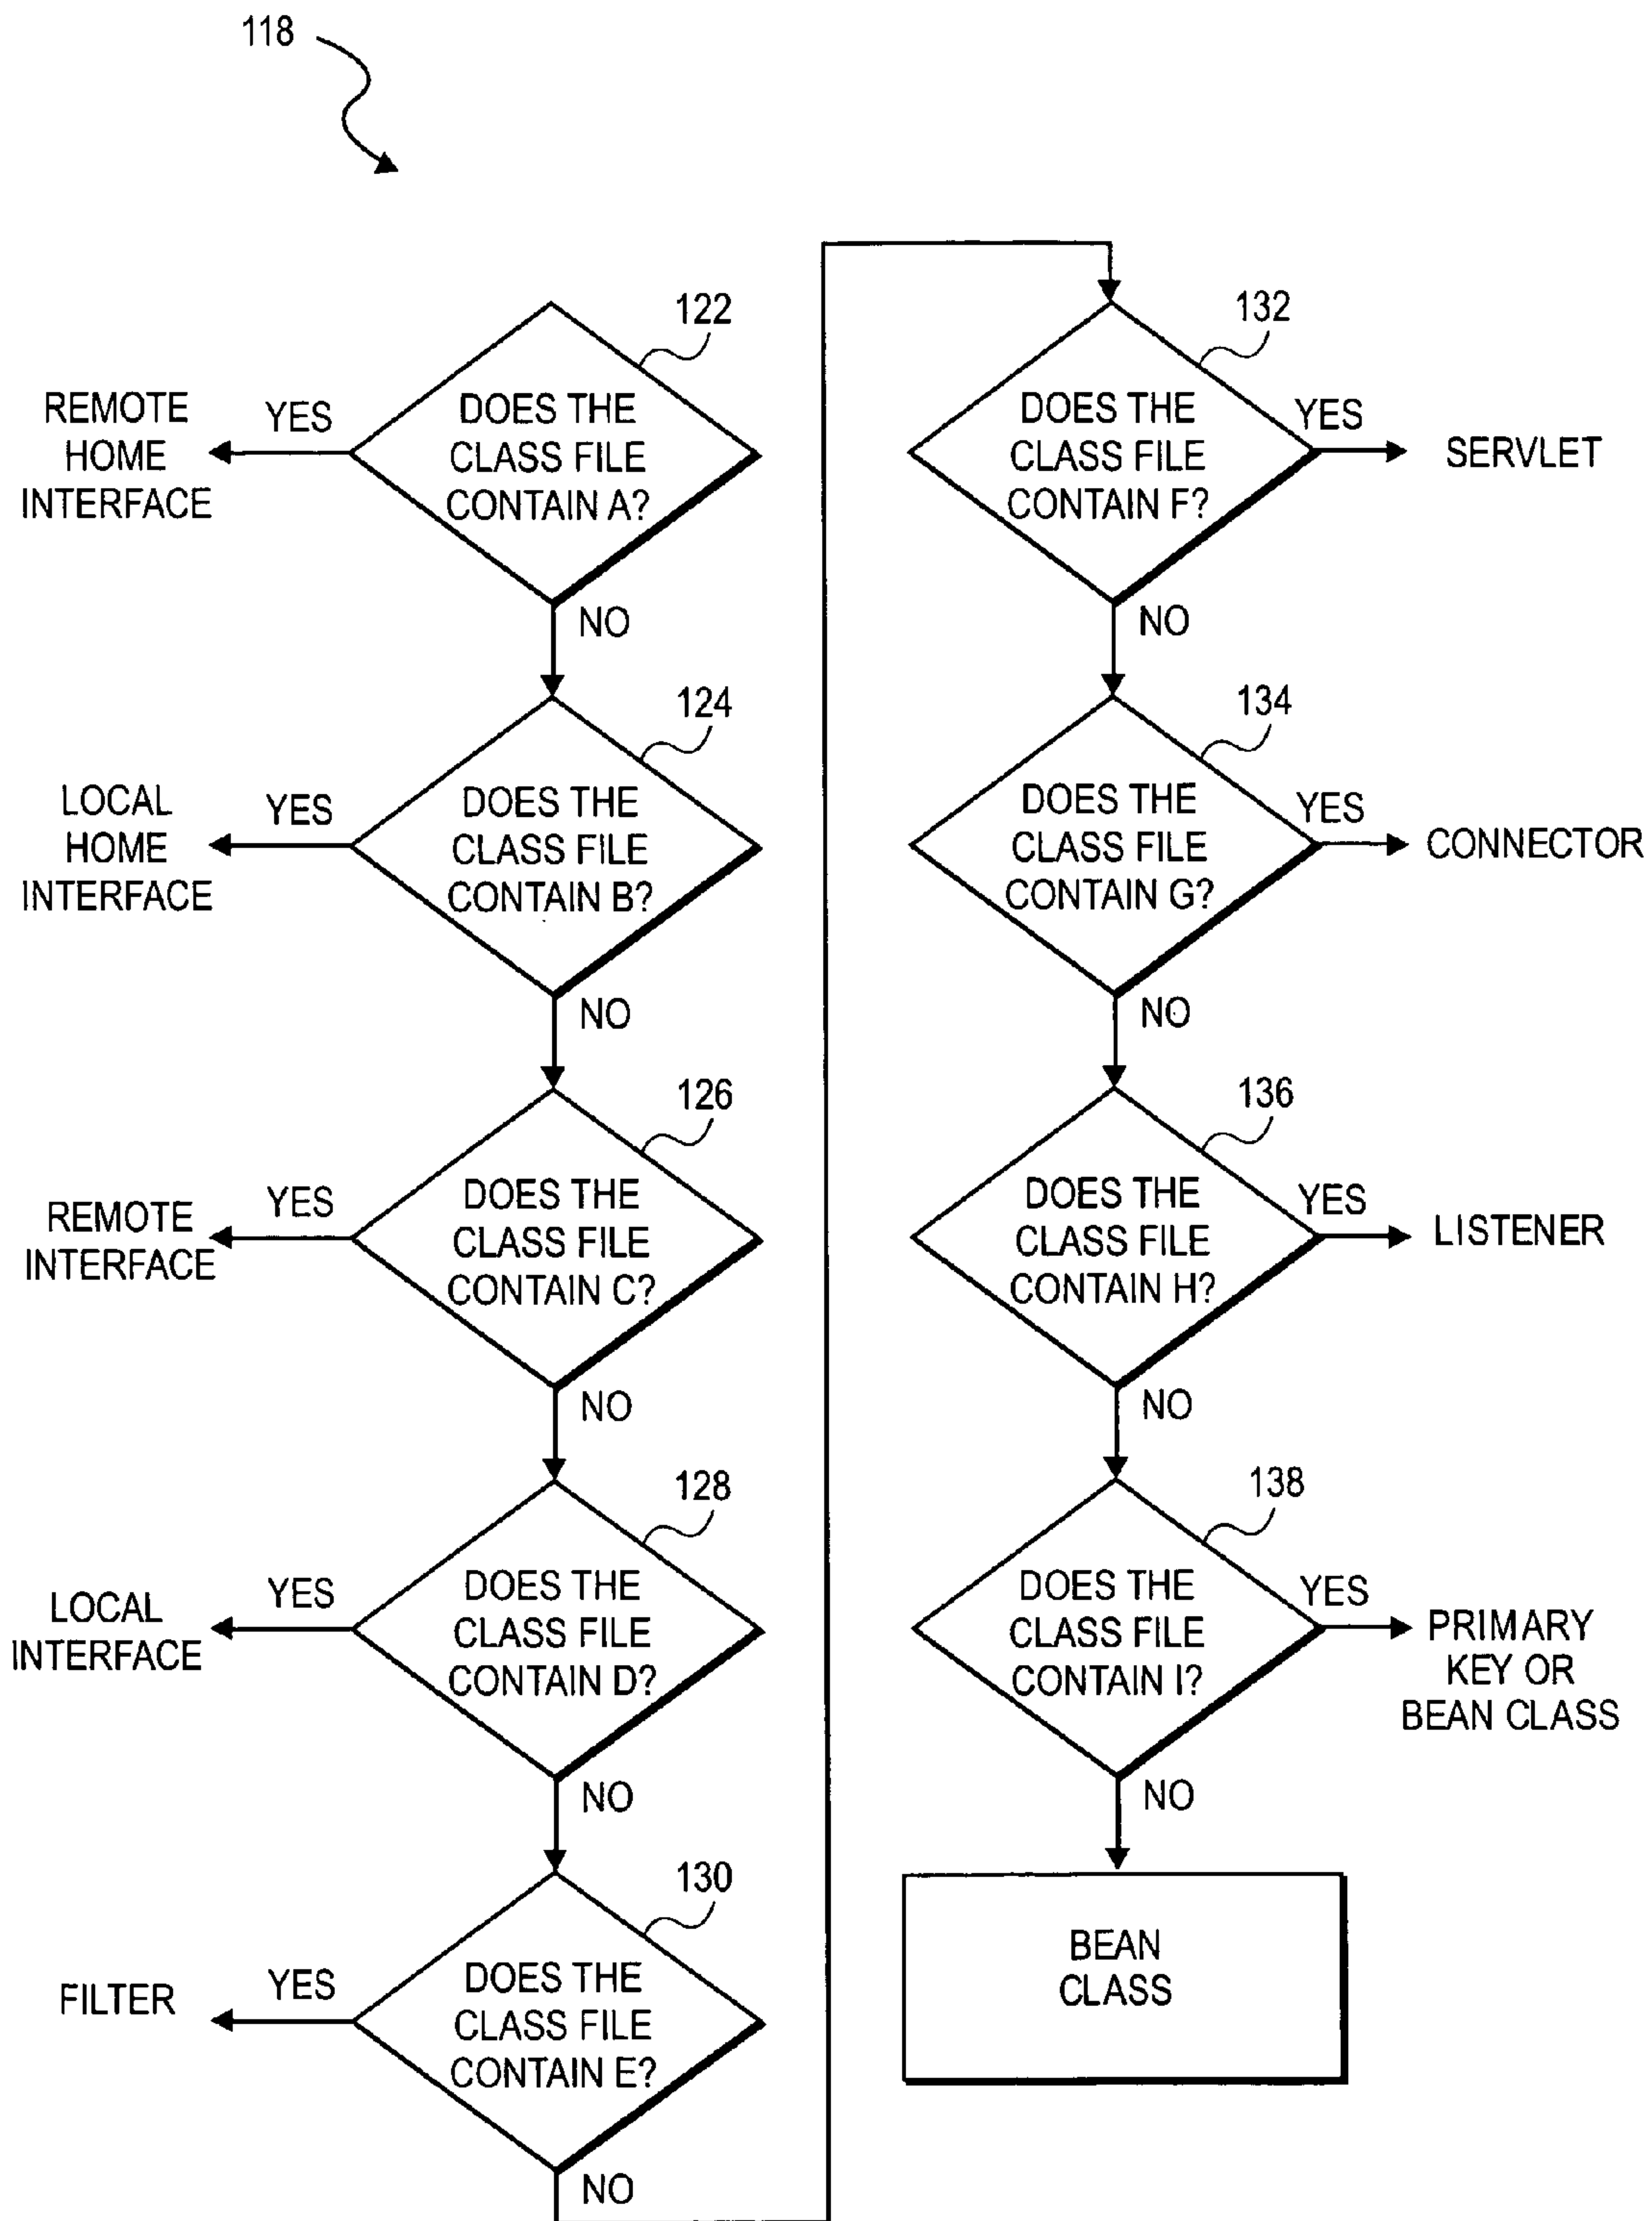 118
122
REMOTE
HOME
INTERFACE
YES
DOES THE
CLASS FILE
CONTAIN A?
NO
124
LOCAL
HOME
INTERFACE
YES
DOES THE
CLASS FILE
CONTAIN B?
NO
126
REMOTE
INTERFACE
YES
DOES THE
CLASS FILE
CONTAIN C?
NO
128
LOCAL
INTERFACE
YES
DOES THE
CLASS FILE
CONTAIN D?
NO
130
FILTER
YES
DOES THE
CLASS FILE
CONTAIN E?
NO
132
DOES THE
CLASS FILE
CONTAIN F?
YES
SERVLET
NO
134
DOES THE
CLASS FILE
CONTAIN G?
YES
CONNECTOR
NO
136
DOES THE
CLASS FILE
CONTAIN H?
YES
LISTENER
NO
138
DOES THE
CLASS FILE
CONTAIN I?
YES
PRIMARY
KEY OR
BEAN CLASS
NO
BEAN
CLASS